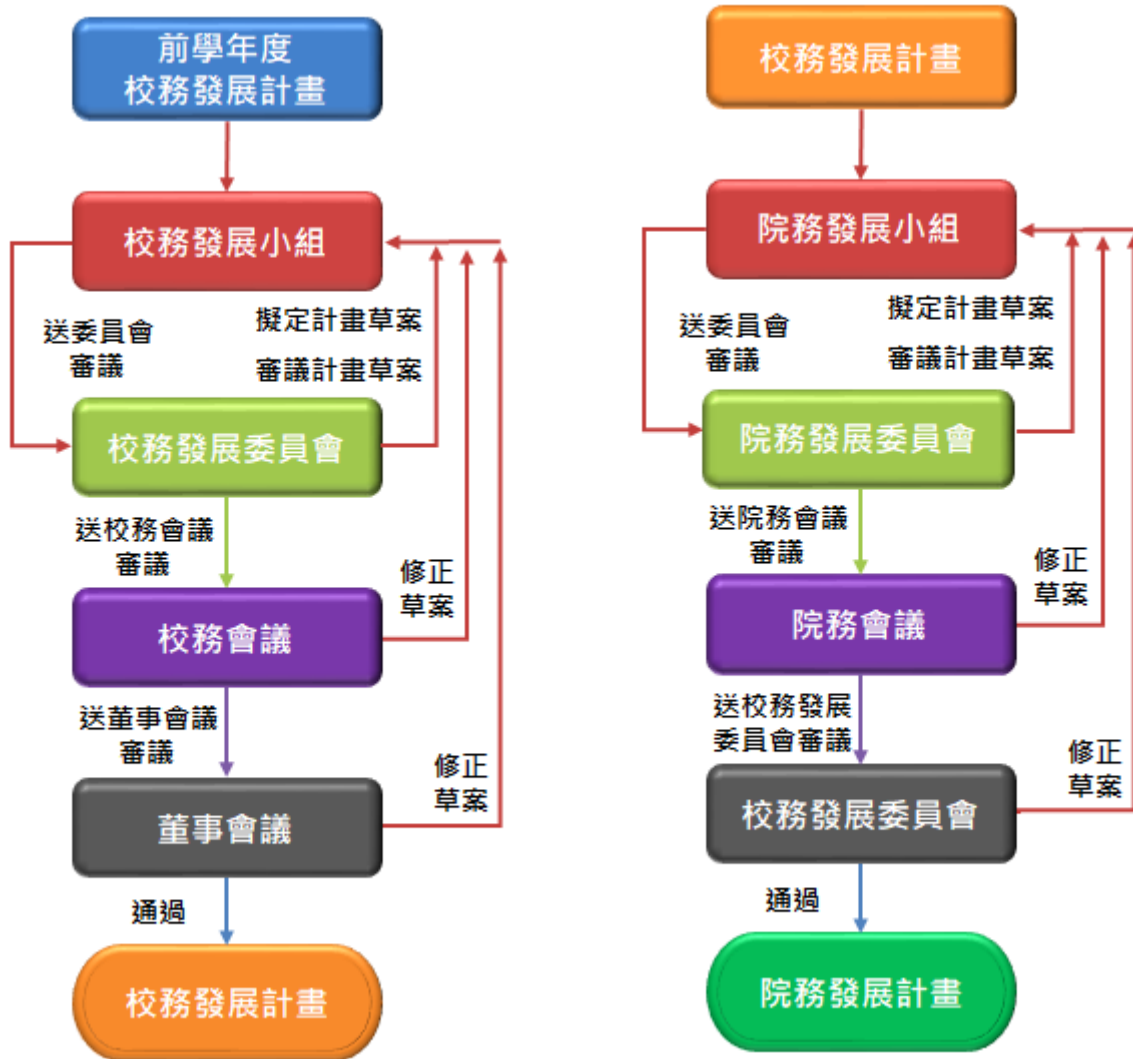 前學年度
校務發展計畫
校務發展小組
送委員會
審議
擬定計畫草案
審議計畫草案
校務發展委員會
送校務會議
審議
修正
草案
校務會議
送董事會議
審議
修正
草案
董事會議
通過
校務發展計畫
校務發展計畫
院務發展小組
送委員會
審議
擬定計畫草案
審議計畫草案
院務發展委員會
送院務會議
審議
修正
草案
院務會議
送校務發展
委員會審議
修正
草案
校務發展委員會
通過
院務發展計畫